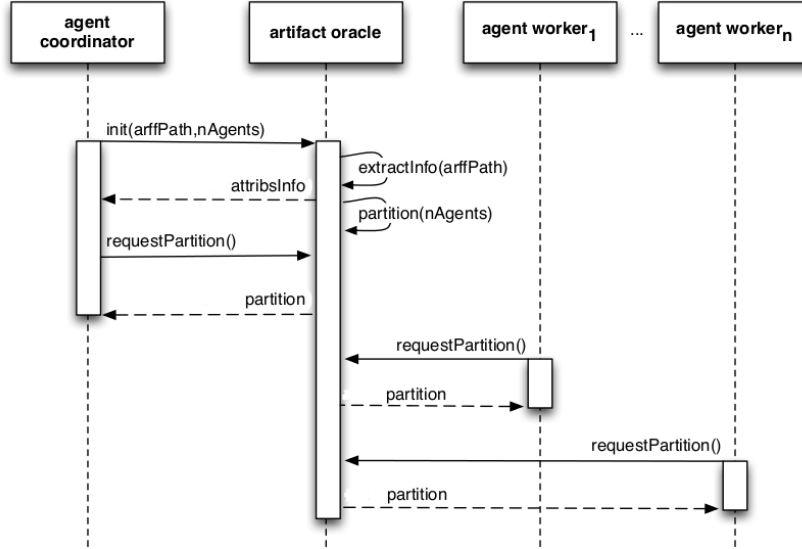 agent
coordinator
artifact oracle
agent worker1
...
agent workern
init(arffPath,nAgents)
extractInfo(arffPath)
attribsInfo
partition(nAgents)
requestPartition()
partition
requestPartition()
partition
requestPartition()
partition